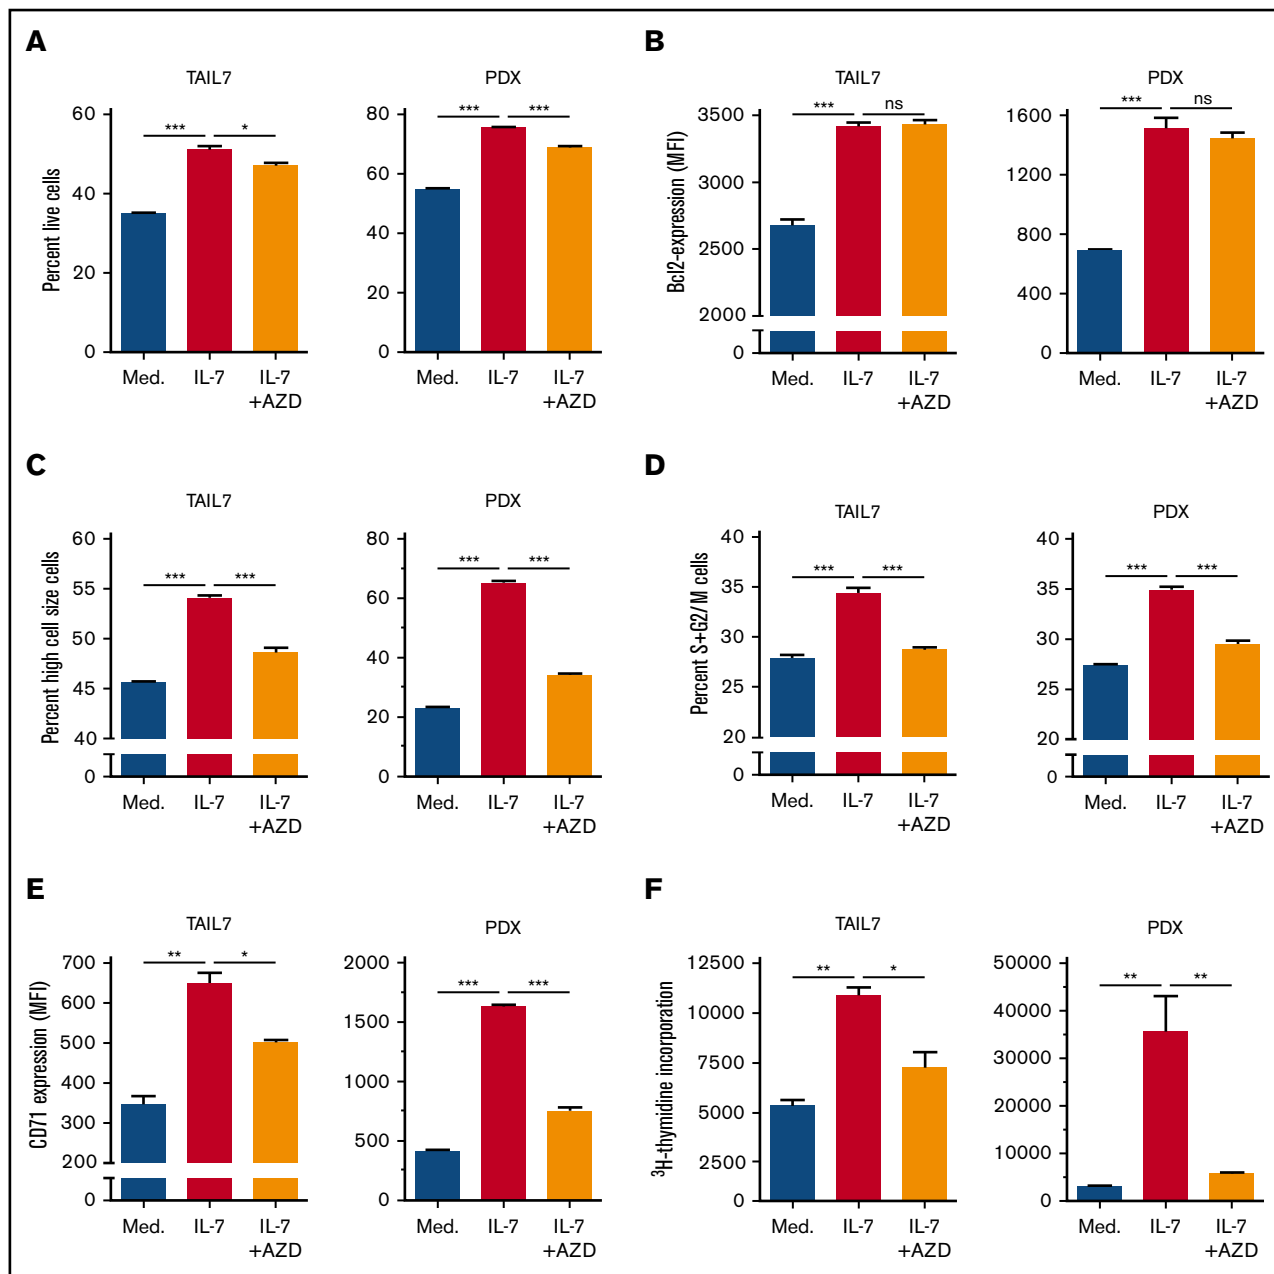 A
TAIL7
Percent live cells
60
40
20
0
***
*
Med.
IL-7
IL-7
+AZD
PDX
80
60
40
20
0
***
***
Med.
IL-7
IL-7
+AZD
B
TAIL7
Bcl2-expression (MFI)
3500
3000
2500
2000
0
***
ns
Med.
IL-7
IL-7
+AZD
PDX
1600
1200
800
400
0
***
ns
Med.
IL-7
IL-7
+AZD
C
TAIL7
Percent high cell size cells
60
55
50
45
40
0
***
***
Med.
IL-7
IL-7
+AZD
PDX
80
60
40
20
0
***
***
Med.
IL-7
IL-7
+AZD
D
TAIL7
Percent S+G2/M cells
40
35
30
25
20
0
***
***
Med.
IL-7
IL-7
+AZD
PDX
40
35
30
25
20
0
***
***
Med.
IL-7
IL-7
+AZD
E
TAIL7
CD71 expression (MFI)
700
600
500
400
300
200
0
**
*
Med.
IL-7
IL-7
+AZD
PDX
2000
1500
1000
500
0
***
***
Med.
IL-7
IL-7
+AZD
F
TAIL7
³H-thymidine incorporation
12500
10000
7500
5000
2500
0
**
*
Med.
IL-7
IL-7
+AZD
PDX
50000
40000
30000
20000
10000
0
**
**
Med.
IL-7
IL-7
+AZD